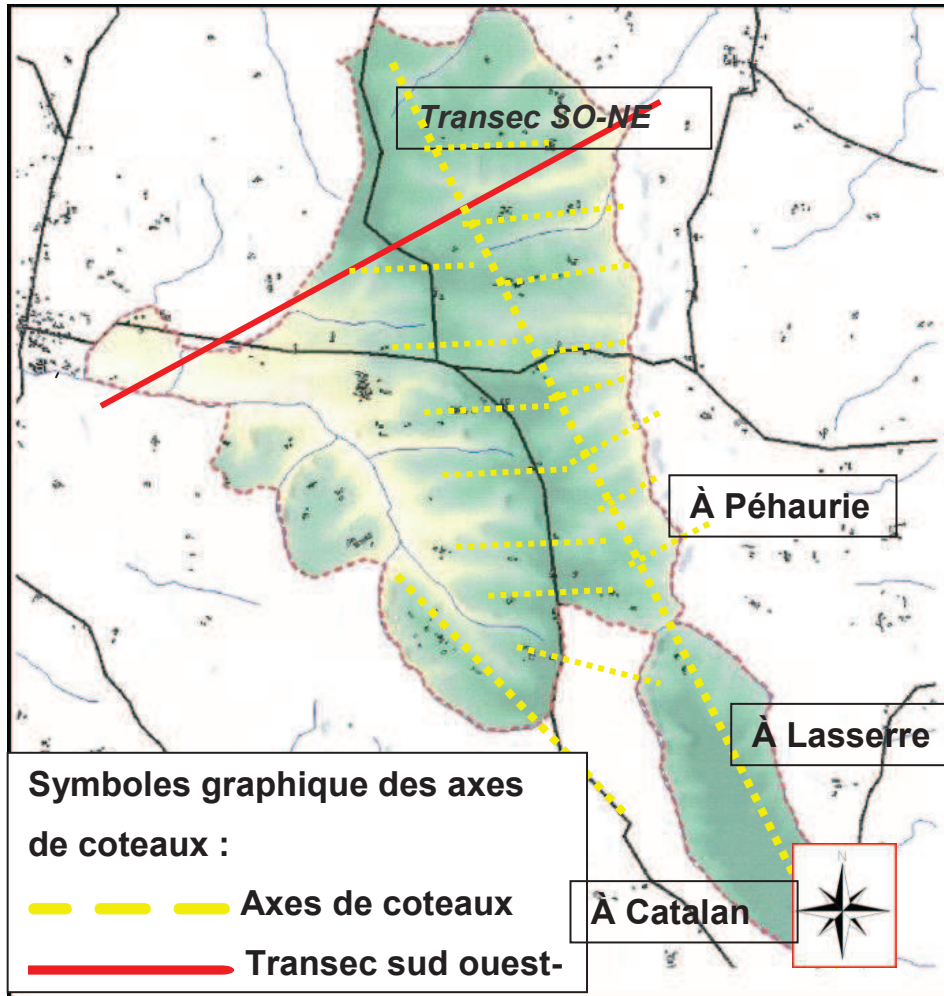 Transec SO-NE
À Péhaurie
À Lasserre
Symboles graphique des axes
de coteaux :
Axes de coteaux
À Catalan
Transec sud ouest-
N